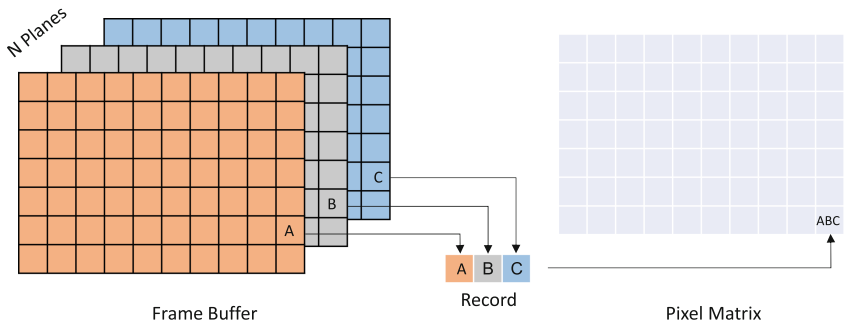 N Planes
C
B
A
ABC
A B C
Record
Frame Buffer
Pixel Matrix